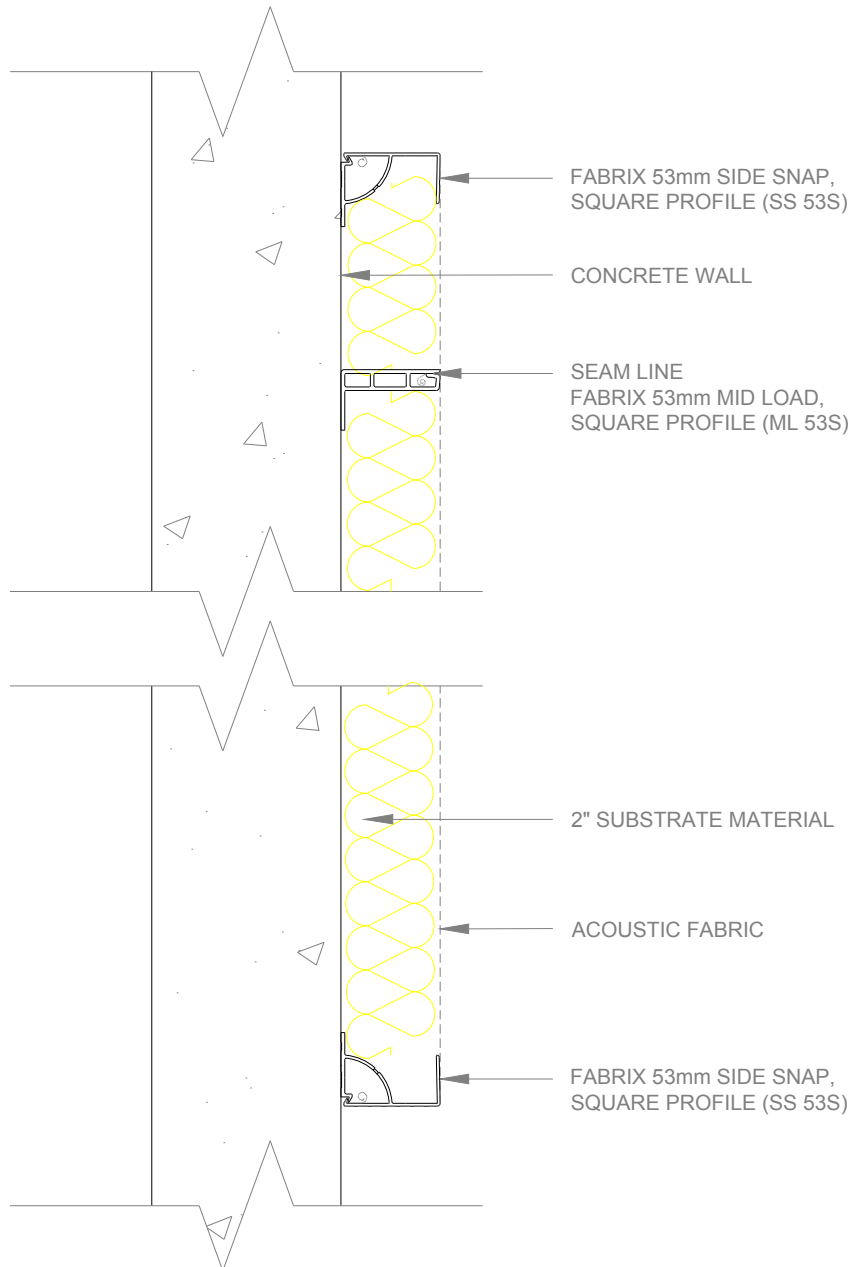 FABRIX 53mm SIDE SNAP,
SQUARE PROFILE (SS 53S)
CONCRETE WALL
SEAM LINE
FABRIX 53mm MID LOAD,
SQUARE PROFILE (ML 53S)
2" SUBSTRATE MATERIAL
ACOUSTIC FABRIC
FABRIX 53mm SIDE SNAP,
SQUARE PROFILE (SS 53S)